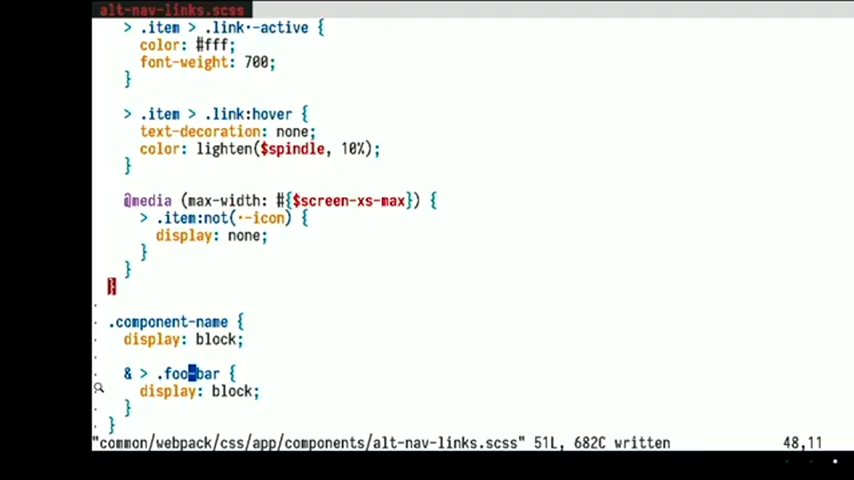 alt-nav-links.scss
> .item > .link.-active {
color: #fff;
font-weight: 700;
}
> .item > .link:hover {
text-decoration: none;
color: lighten($spindle, 10%);
}
@media (max-width: #{$screen-xs-max}) {
> .item:not(.-icon) {
display: none;
}
}
}
.component-name {
display: block;
& > .foo-bar {
display: block;
}
}
"common/webpack/css/app/components/alt-nav-links.scss" 51L, 682C written 48,11